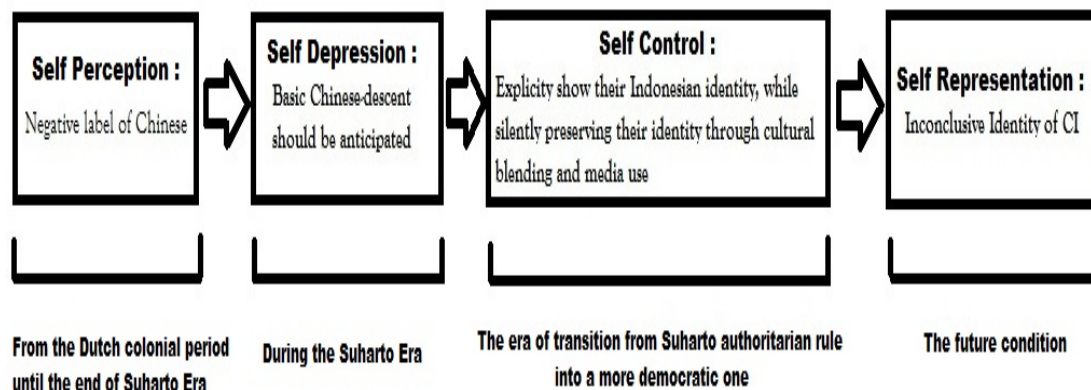 Self Perception :
Negative label of Chinese
Self Depression :
Basic Chinese-descent
should be anticipated
Self Control :
Explicity show their Indonesian identity, while
silently preserving their identity through cultural
blending and media use
Self Representation :
Inconclusive Identity of CI
From the Dutch colonial period
until the end of Suharto Era
During the Suharto Era
The era of transition from Suharto authoritarian rule
into a more democratic one
The future condition